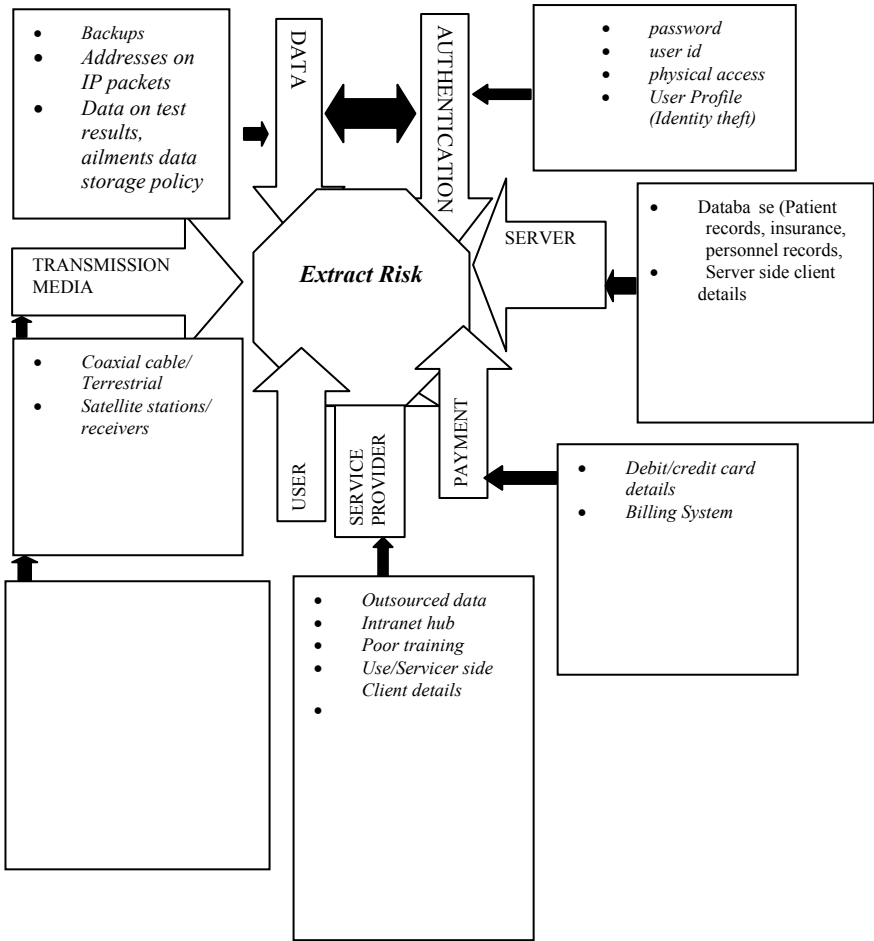 • Backups
• Addresses on
IP packets
• Data on test
results,
ailments data
storage policy
DATA
AUTHENTICATION
• password
• user id
• physical access
• User Profile
(Identity theft)
TRANSMISSION
MEDIA
Extract Risk
SERVER
• Databa se (Patient
records, insurance,
personnel records,
• Server side client
details
• Coaxial cable/
Terrestrial
• Satellite stations/
receivers
USER
SERVICE
PROVIDER
PAYMENT
• Debit/credit card
details
• Billing System
• Outsourced data
• Intranet hub
• Poor training
• Use/Servicer side
Client details
•